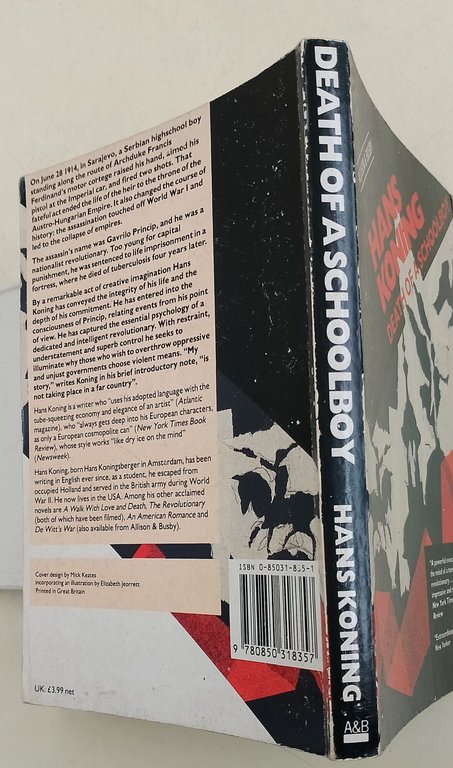 On June 28 1914, in Sarajevo, a Serbian highschool boy
standing along the route of Archduke Francis
Ferdinand's motor cortege raised his hand, aimed his
pistol at the Imperial car, and fired two shots. That
fateful act ended the life of the heir to the throne of the
Austro-Hungarian Empire. It also changed the course of
history: the assassination touched off World War I and
led to the collapse of empires.
The assassin's name was Gavrilo Princip, and he was a
nationalist revolutionary. Too young for capital
punishment, he was sentenced to life imprisonment in a
fortress, where he died of tuberculosis four years later.
By a remarkable act of creative imagination Hans
Koning has conveyed the integrity of his life and the
depth of his commitment. He has entered into the
consciousness of Princip, relating events from his point
of view. He has captured the essential psychology of a
dedicated and intelligent revolutionary. With restraint,
understatement and superb control he seeks to
illuminate why those who wish to overthrow oppressive
and unjust governments choose violent means. "My
story," writes Koning in his brief introductory note, "is
not taking place in a far country".
Hans Koning is a writer who "uses his adopted language with the
tube-squeezing economy and elegance of an artist" (Atlantic
magazine), who "always gets deep into his European characters,
as only a European cosmopolite can" (New York Times Book
Review), whose style works "like dry ice on the mind"
(Newsweek).
Hans Koning, born Hans Koningsberger in Amsterdam, has been
writing in English ever since, as a student, he escaped from
occupied Holland and served in the British army during World
War II. He now lives in the USA. Among his other acclaimed
novels are A Walk With Love and Death, The Revolutionary
(both of which have been filmed), An American Romance and
De Witt's War (also available from Allison & Busby).
Cover design by Mick Keates
incorporating an illustration by Elizabeth Jeorrett
Printed in Great Britain
UK: £3.99 net
ISBN 0-85031-835-1
9 780850 318357
DEATH OF A SCHOOLBOY HANS KONING
A&B
HANS
KONING
DEATH OF A SCHOOLBOY
"A powerful
the mind of a
revolutionary
impressive and
New York Times
Review
"Extraordinary
New Yorker